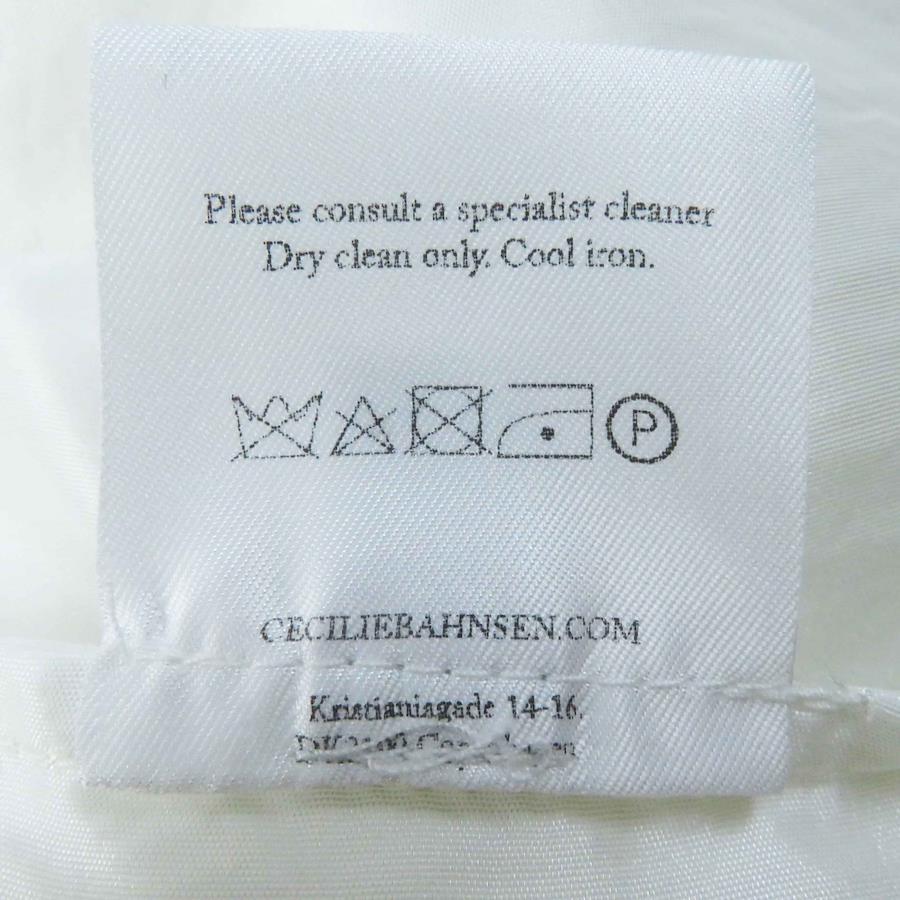 Please consult a specialist cleaner
Dry clean only. Cool iron.
P
CECILIEBAHNSEN.COM
Kristianiagade 14-16.